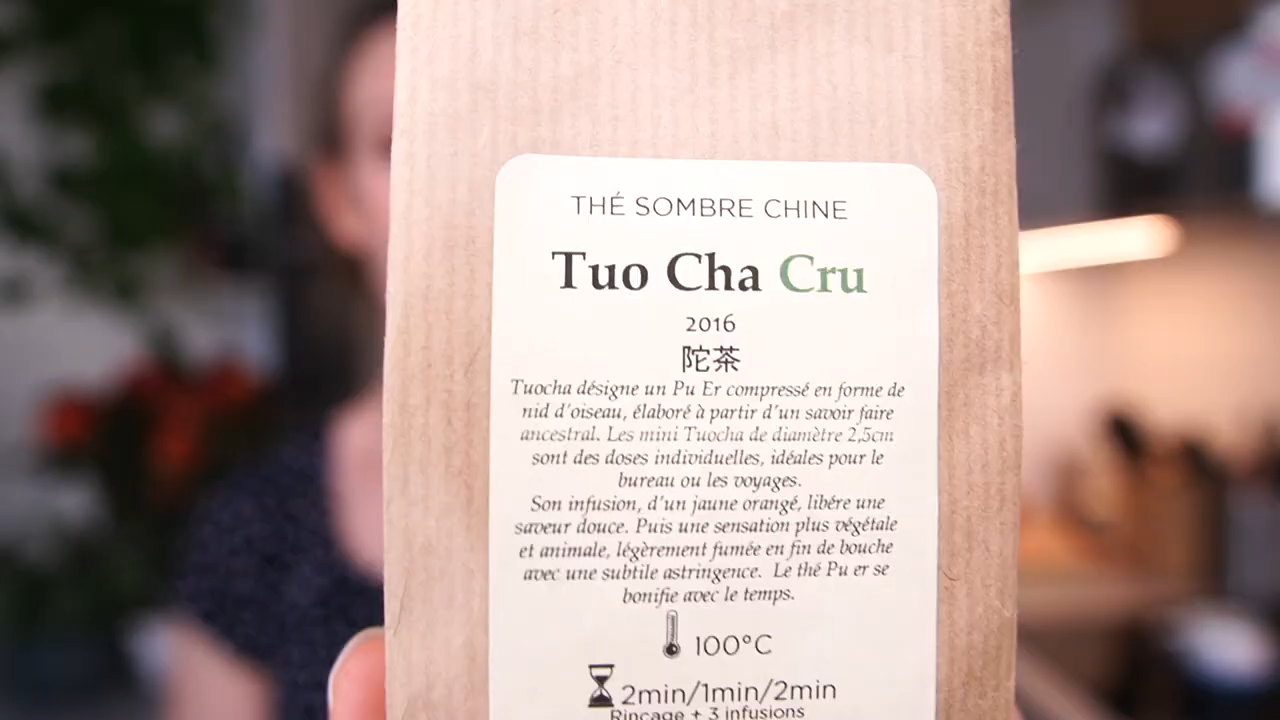 THÉ SOMBRE CHINE
Tuo Cha Cru
2016
陀茶
Tuocha désigne un Pu Er compressé en forme de
nid d'oiseau, élaboré à partir d'un savoir faire
ancestral. Les mini Tuocha de diamètre 2,5cm
sont des doses individuelles, idéales pour le
bureau ou les voyages.
Son infusion, d'un jaune orangé, libére une
saveur douce. Puis une sensation plus végétale
et animale, légèrement fumée en fin de bouche
avec une subtile astringence. Le thé Pu er se
bonifie avec le temps.
100°C
2min/1min/2min
Rinçage + 3 infusions